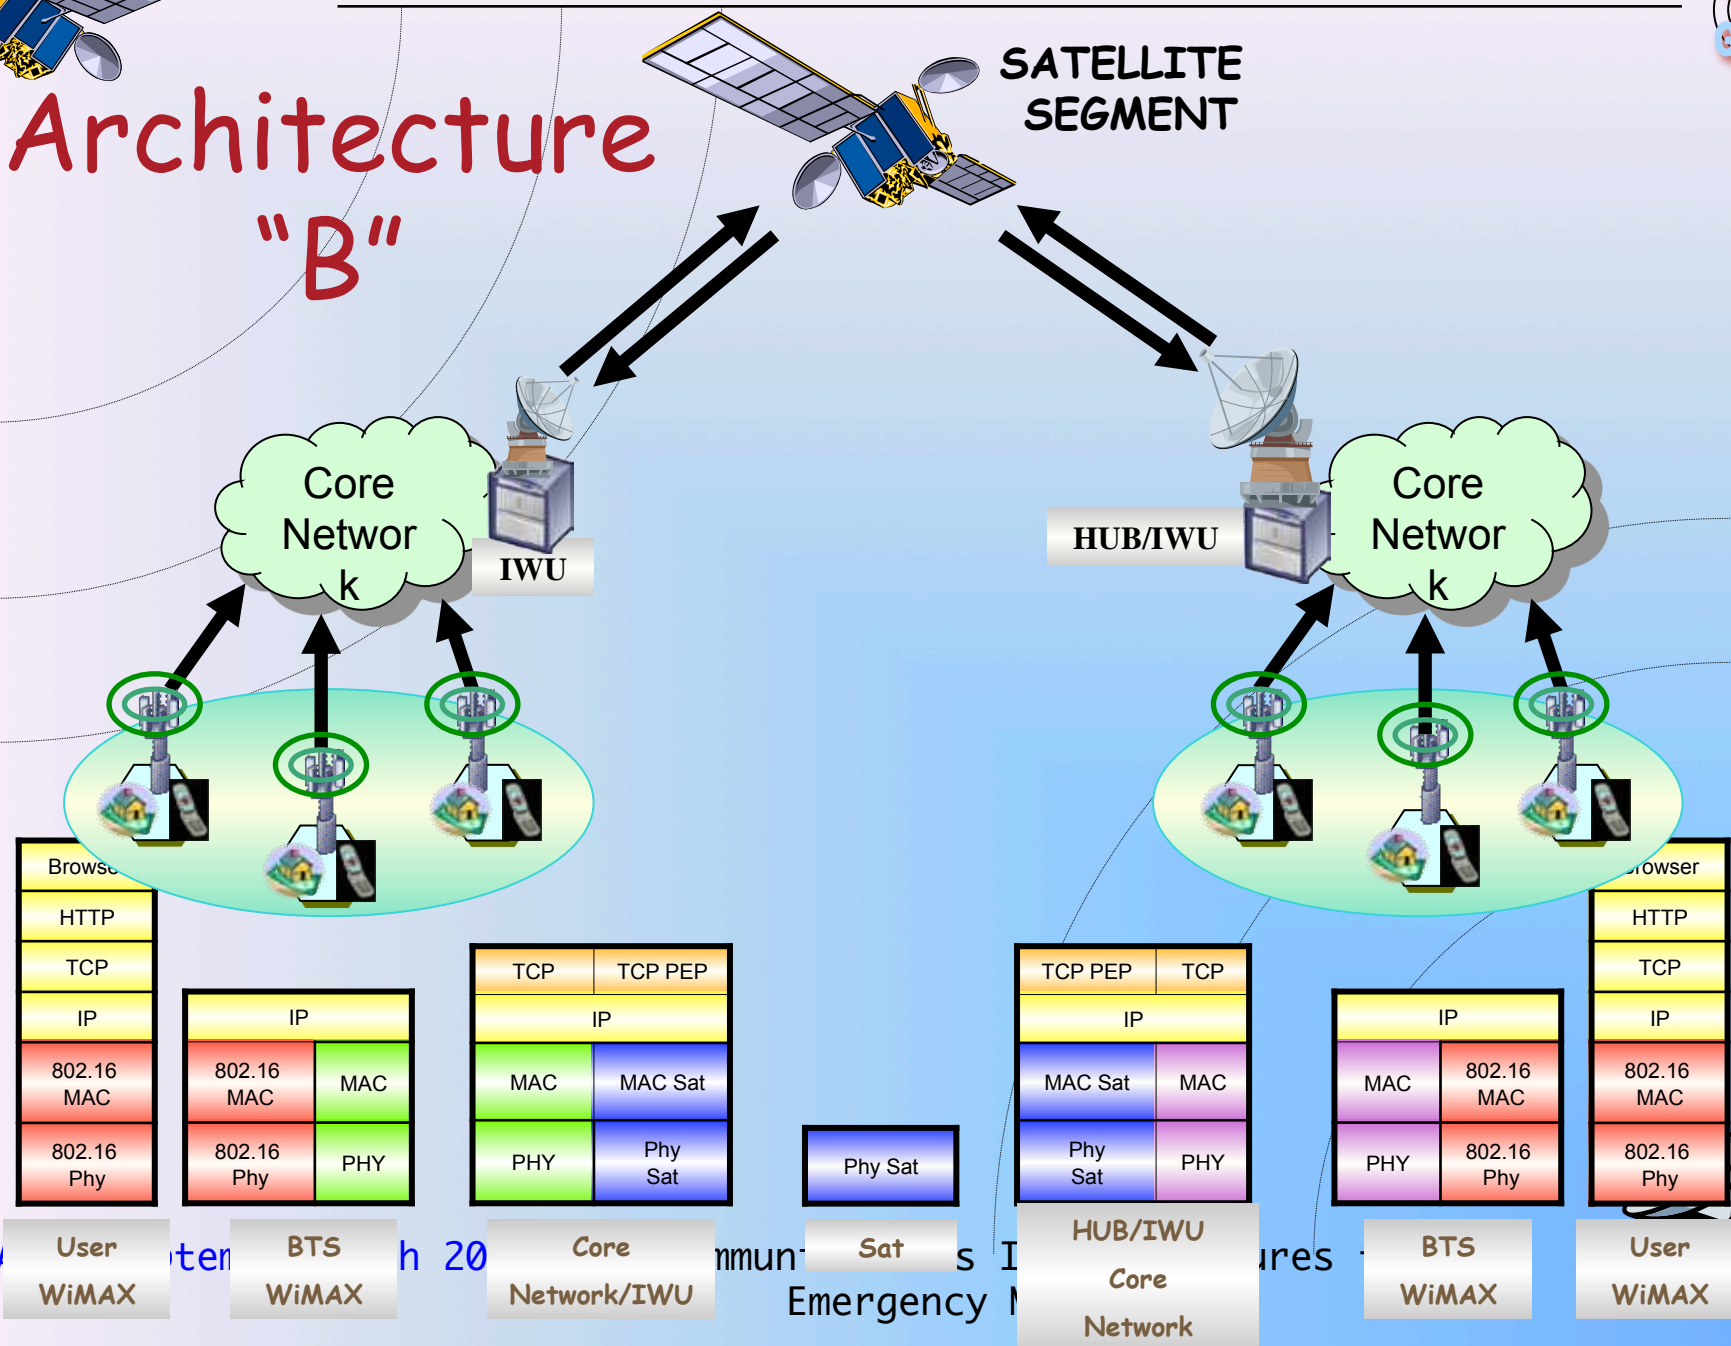 SATELLITE
SEGMENT
Architecture
“B”
Core
Networ
k
IWU
HUB/IWU
Core
Networ
k
Browser
HTTP
TCP
IP
802.16
MAC
802.16
Phy
User
WiMAX
IP
802.16
MAC
MAC
802.16
Phy
PHY
BTS
WiMAX
TCP
TCP PEP
IP
MAC
MAC Sat
PHY
Phy
Sat
Core
Network/IWU
Phy Sat
Sat
TCP PEP
TCP
IP
MAC Sat
MAC
Phy
Sat
PHY
HUB/IWU
Core
Network
IP
MAC
802.16
MAC
PHY
802.16
Phy
BTS
WiMAX
Browser
HTTP
TCP
IP
802.16
MAC
802.16
Phy
User
WiMAX
Emergency